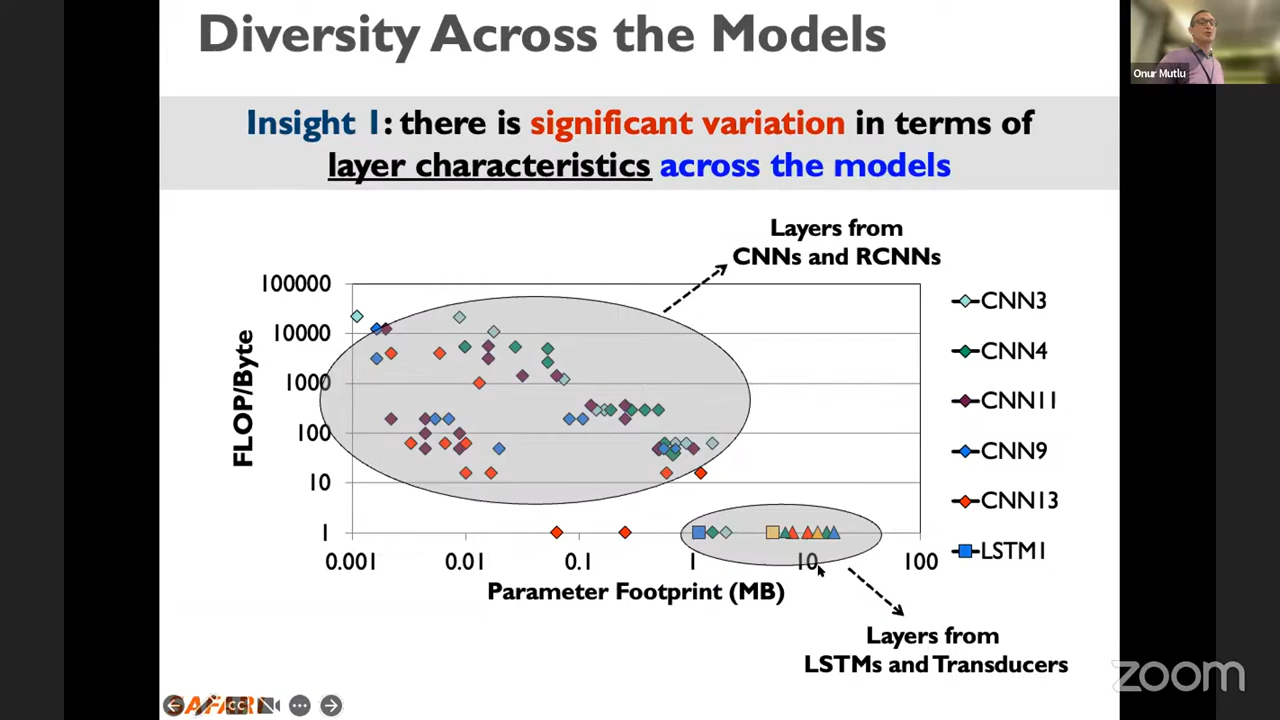 Diversity Across the Models
Onur Mutlu
Insight 1: there is significant variation in terms of
layer characteristics across the models
Layers from
CNNs and RCNNs
100000
10000
1000
100
10
1
FLOP/Byte
0.001
0.01
0.1
1
10
100
Parameter Footprint (MB)
CNN3
CNN4
CNN11
CNN9
CNN13
LSTM1
Layers from
LSTMs and Transducers
SAFARI
zoom